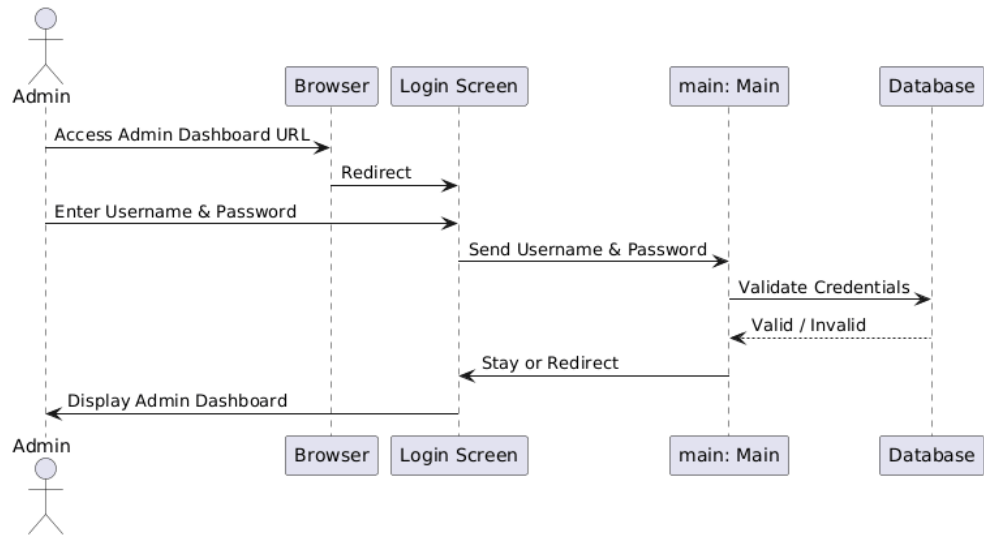 Admin
Browser
Login Screen
main: Main
Database
Access Admin Dashboard URL
Redirect
Enter Username & Password
Send Username & Password
Validate Credentials
Valid / Invalid
Stay or Redirect
Display Admin Dashboard
Admin
Browser
Login Screen
main: Main
Database